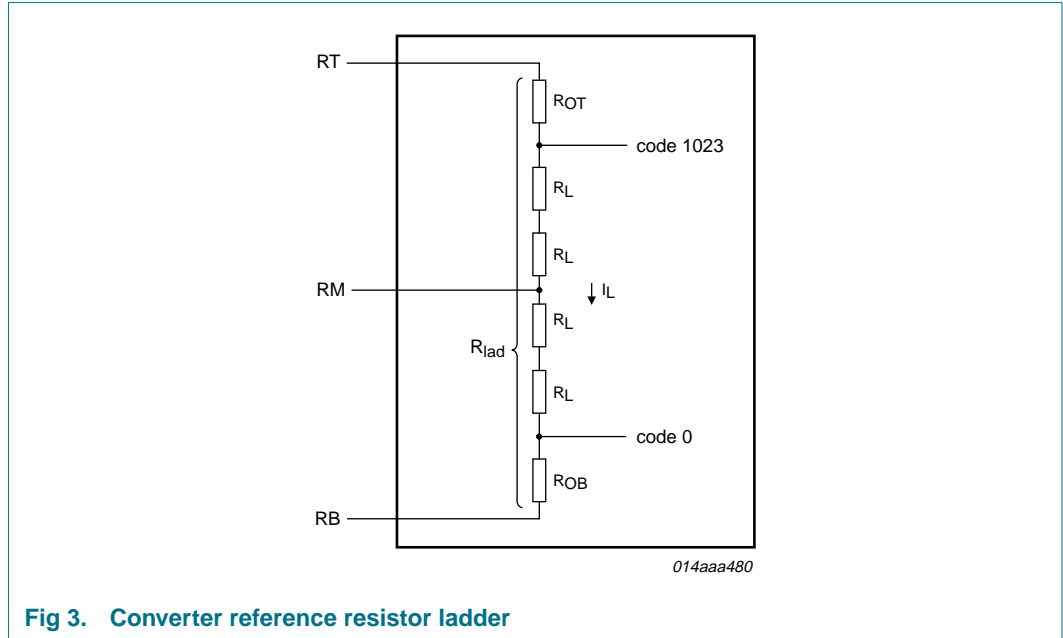 RT
ROT
code 1023
RL
RL
RM
IL
RL
Rlad
RL
code 0
ROB
RB
014aaa480
Fig 3. Converter reference resistor ladder